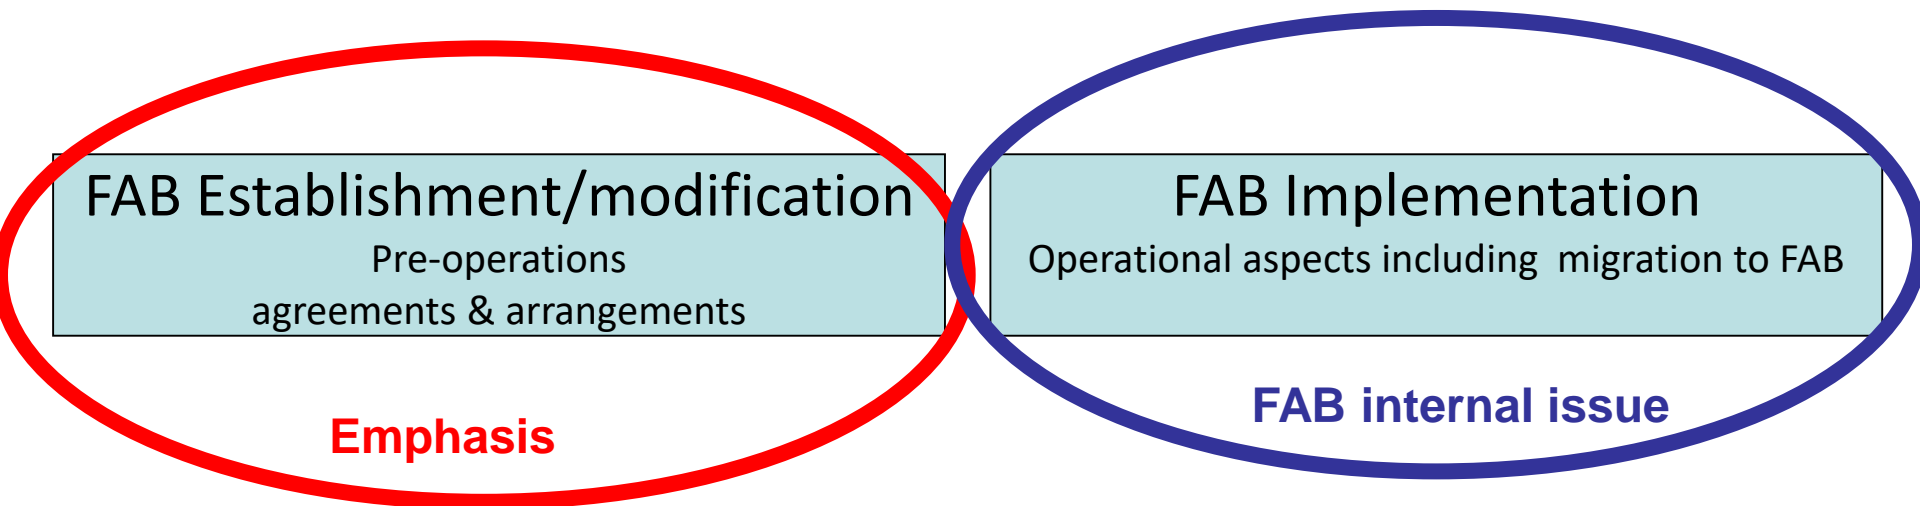 FAB Establishment/modification
Pre-operations
agreements & arrangements
Emphasis
FAB Implementation
Operational aspects including  migration to FAB
FAB internal issue